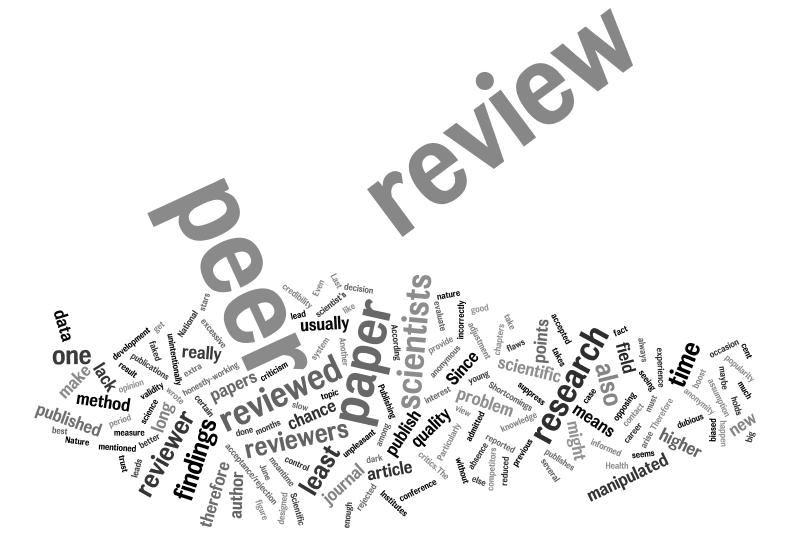 review
peer
paper
scientists
research
reviewed
reviewers
reviewer
findings
usually
really
papers
one
data
make
lack
method
published
long
therefore
author
least
journal
article
chance
publish
quality
Since
problem
scientific
points
means
might
also
field
time
higher
new
manipulated
stars
National
get
development
faked
publications
unintentionally
excessive
extra
honestly-working
result
opinion
validity
wrote
certain
science
period
measure
best
Nature
mentioned
better
trust
leads
credibility
Even
Last
decision
scientist's
lead
like
system
Another
According
criticism
topic
slow
done
months
acceptance/rejection
meantime
June
control
figure
designed
Scientific
unpleasant
Publishing
among
dark
rejected
enough
Institutes
conference
critics.The
Particularly
view
interest
young
admitted
anonymous
provide
evaluate
nature
incorrectly
good
adjustment
chapters
take
flaws
suppress
Shortcomings
knowledge
reported
absence
without
else
competitors
reduced
previous
several
publishes
accepted
takes
case
fact
always
seeing
experience
opposing
contact
career
must
arise
Therefore
informed
Health
seems
anonymity
assumption
boost
dubious
biased
happen
maybe
holds
much
popularity
occasion
cent
big